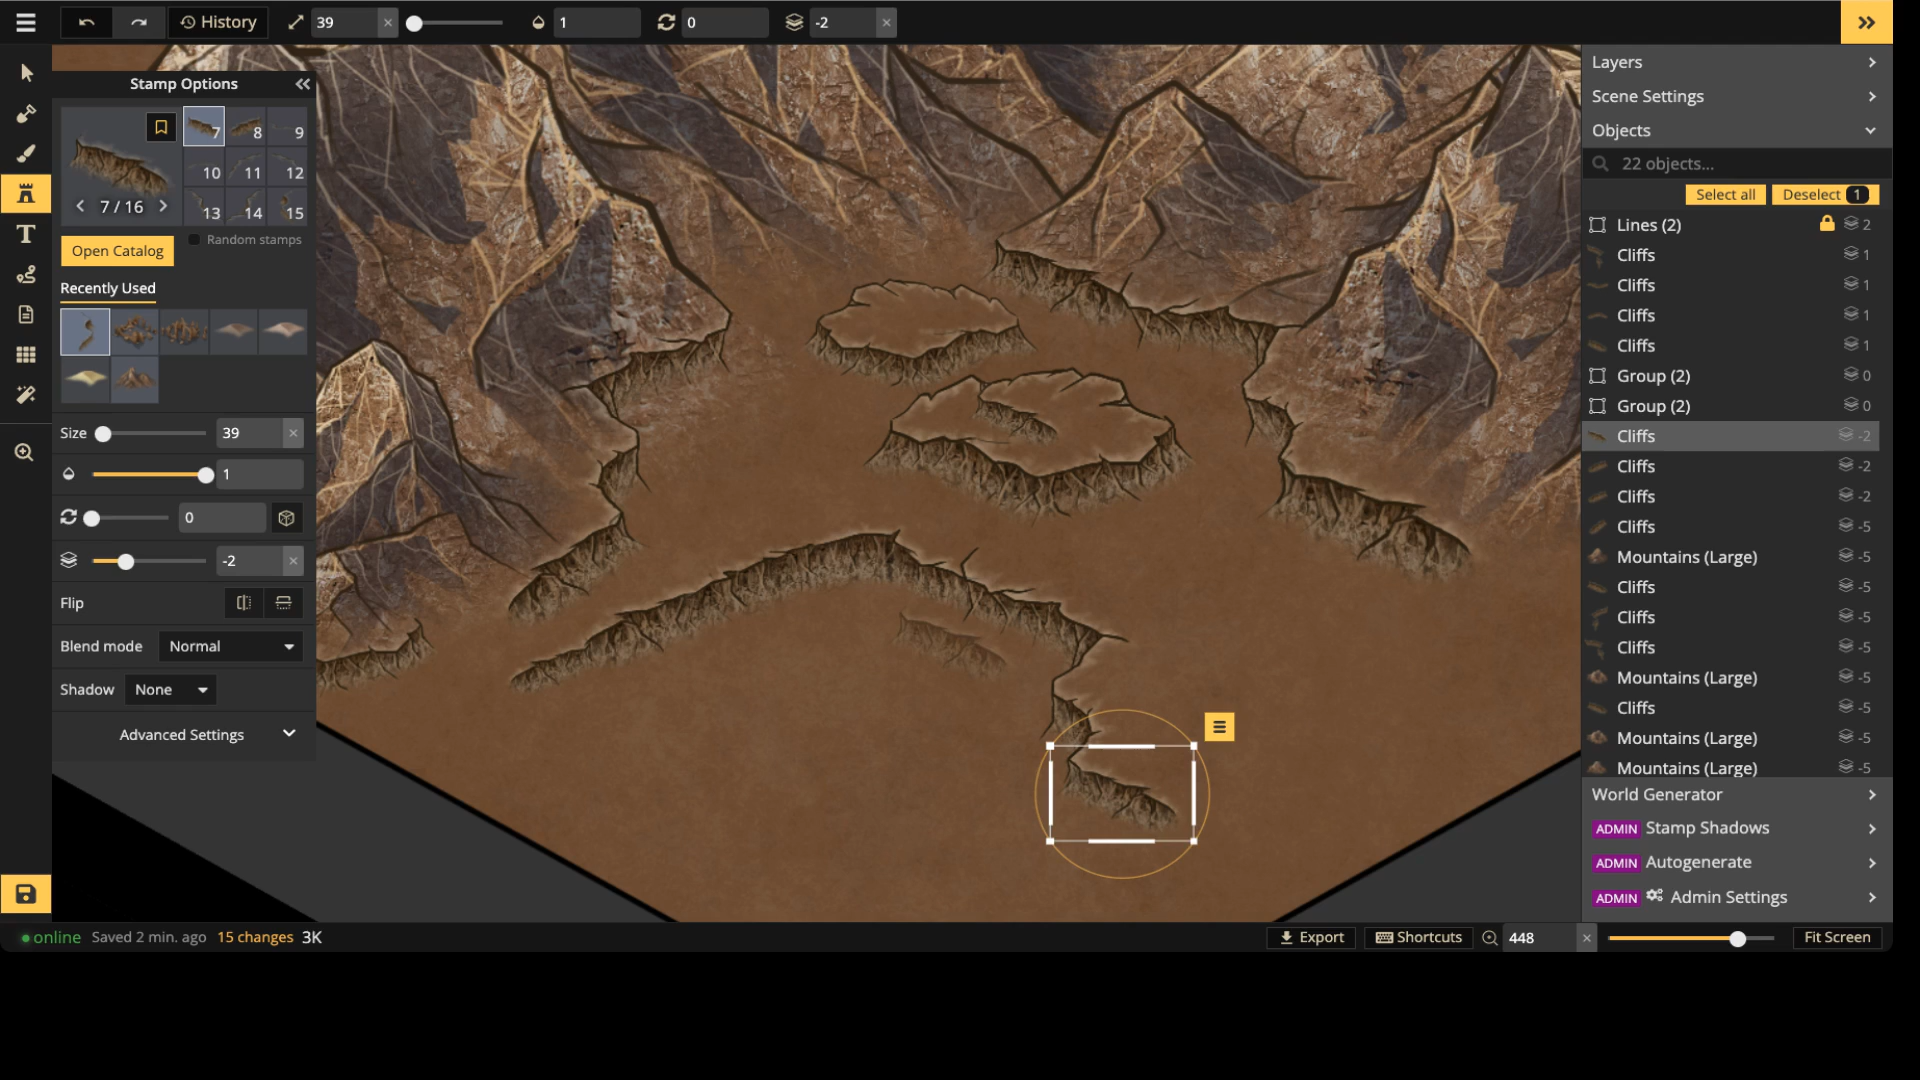 History 39 × 1 0 -2 ×
Stamp Options
7 8 9
10 11 12
7 / 16
13 14 15
Open Catalog
Random stamps
Recently Used
Size 39 ×
1
0
-2 ×
Flip
Blend mode Normal
Shadow None
Advanced Settings
Layers
Scene Settings
Objects
22 objects...
Select all Deselect 1
Lines (2) 2
Cliffs 1
Cliffs 1
Cliffs 1
Cliffs 1
Group (2) 0
Group (2) 0
Cliffs -2
Cliffs -2
Cliffs -2
Cliffs -5
Mountains (Large) -5
Cliffs -5
Cliffs -5
Cliffs -5
Mountains (Large) -5
Cliffs -5
Mountains (Large) -5
Mountains (Large) -5
World Generator
ADMIN Stamp Shadows
ADMIN Autogenerate
ADMIN Admin Settings
online Saved 2 min. ago 15 changes 3K
Export Shortcuts 448 × Fit Screen